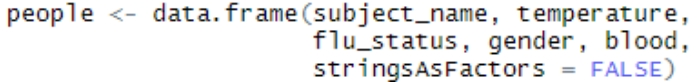 people <- data.frame(subject_name, temperature,
flu_status, gender, blood,
stringsAsFactors = FALSE)